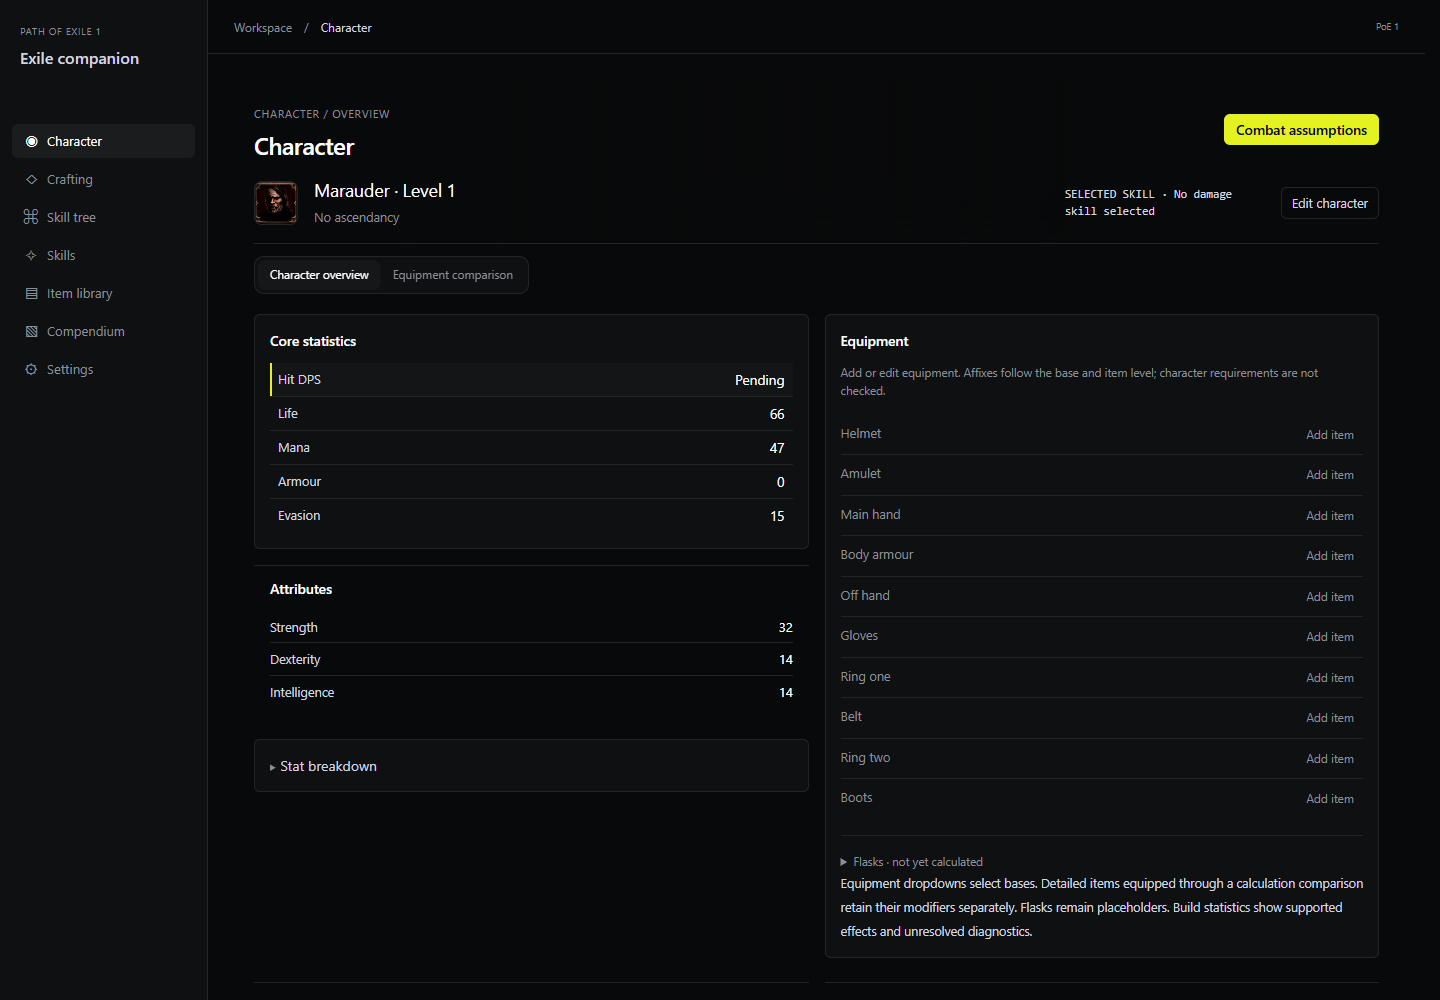 PATH OF EXILE 1
Exile companion
Character
Crafting
Skill tree
Skills
Item library
Compendium
Settings
Workspace / Character
PoE 1
CHARACTER / OVERVIEW
Character
Combat assumptions
Marauder · Level 1
No ascendancy
SELECTED SKILL · No damage
skill selected
Edit character
Character overview
Equipment comparison
Core statistics
Hit DPS Pending
Life 66
Mana 47
Armour 0
Evasion 15
Attributes
Strength 32
Dexterity 14
Intelligence 14
Stat breakdown
Equipment
Add or edit equipment. Affixes follow the base and item level; character requirements are not
checked.
Helmet Add item
Amulet Add item
Main hand Add item
Body armour Add item
Off hand Add item
Gloves Add item
Ring one Add item
Belt Add item
Ring two Add item
Boots Add item
Flasks · not yet calculated
Equipment dropdowns select bases. Detailed items equipped through a calculation comparison
retain their modifiers separately. Flasks remain placeholders. Build statistics show supported
effects and unresolved diagnostics.